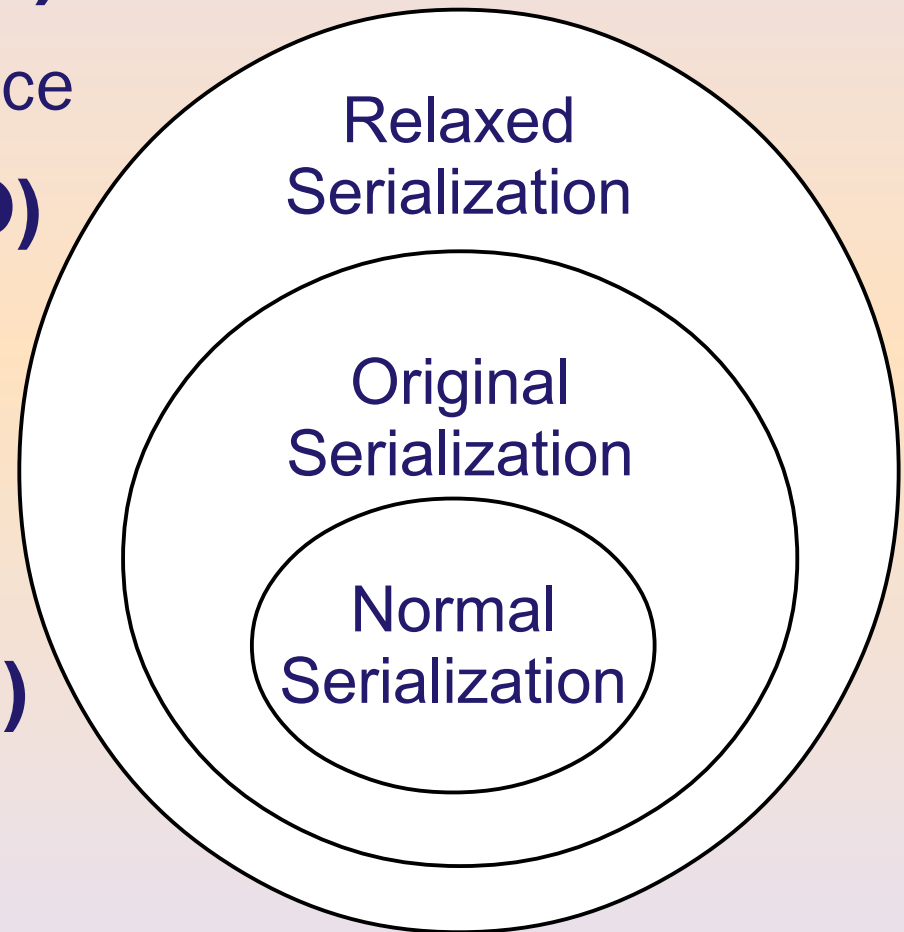 )
ce
Relaxed
Serialization
)
Original
Serialization
Normal
Serialization
)